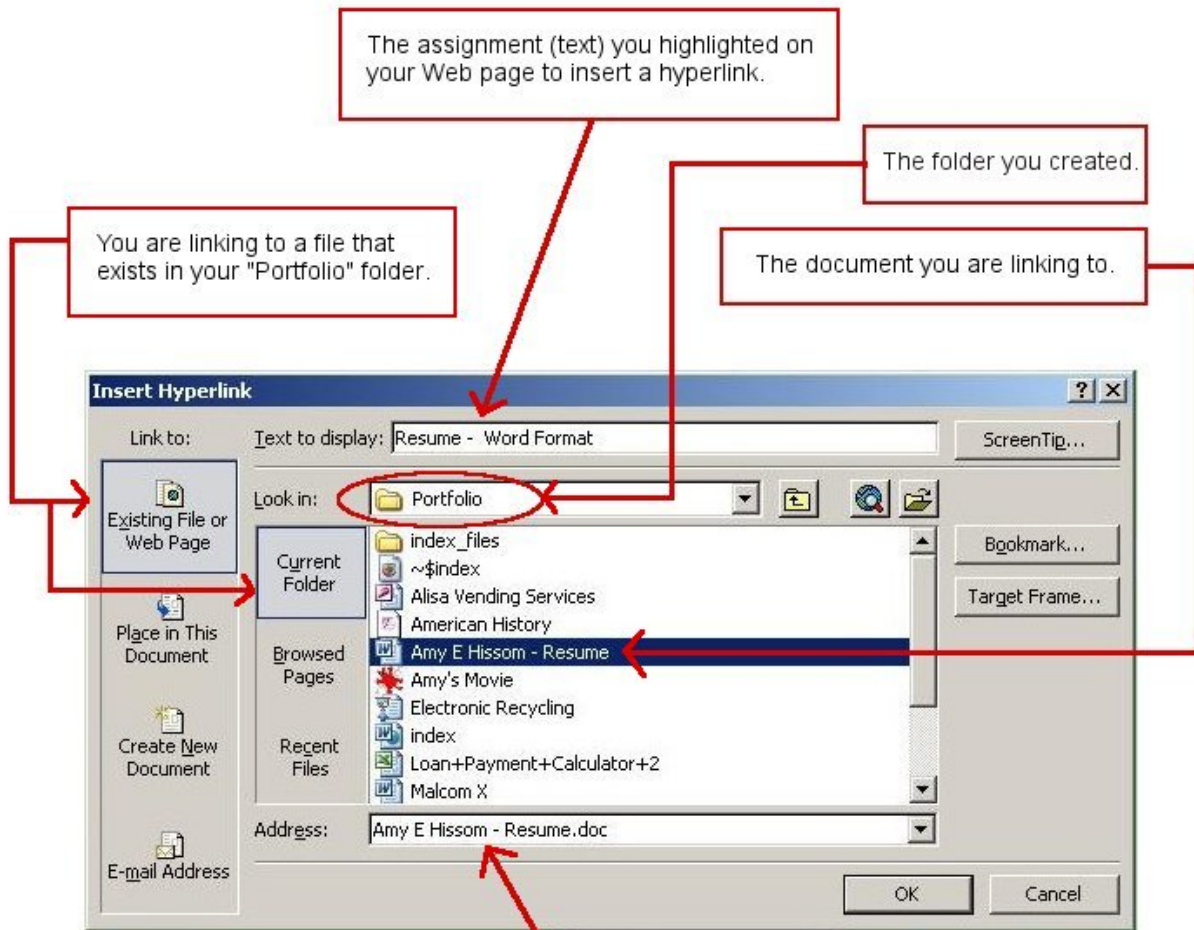 The assignment (text) you highlighted on
your Web page to insert a hyperlink.
The folder you created.
You are linking to a file that
exists in your "Portfolio" folder.
The document you are linking to.
Insert Hyperlink
Link to:
Text to display: Resume -  Word Format
ScreenTip...
Look in: Portfolio
Existing File or
Web Page
Place in This
Document
Create New
Document
E-mail Address
Current
Folder
Browsed
Pages
Recent
Files
index_files
~$index
Alisa Vending Services
American History
Amy E Hissom - Resume
Amy's Movie
Electronic Recycling
index
Loan+Payment+Calculator+2
Malcom X
Bookmark...
Target Frame...
Address: Amy E Hissom - Resume.doc
OK
Cancel